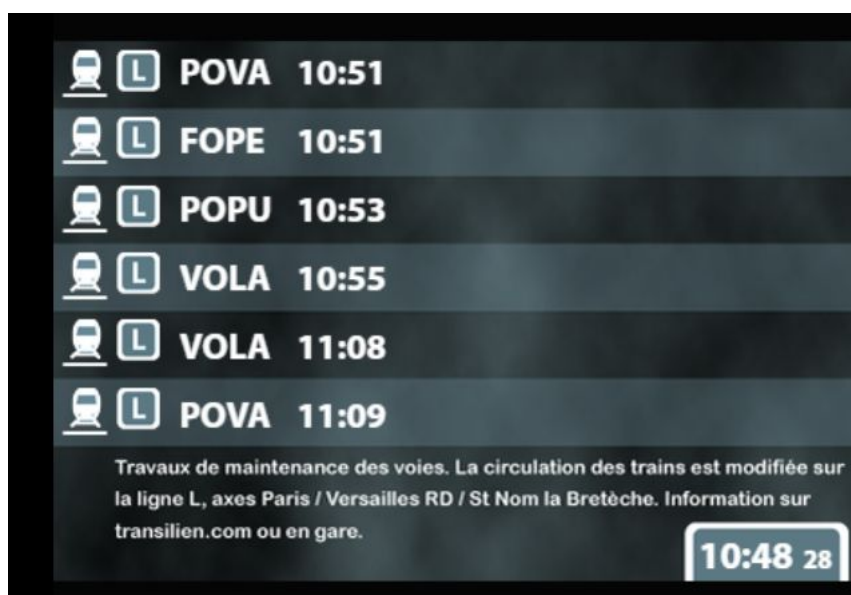 L POVA 10:51
L FOPE 10:51
L POPU 10:53
L VOLA 10:55
L VOLA 11:08
L POVA 11:09
Travaux de maintenance des voies. La circulation des trains est modifiée sur
la ligne L, axes Paris / Versailles RD / St Nom la Bretèche. Information sur
transilien.com ou en gare.
10:48 28